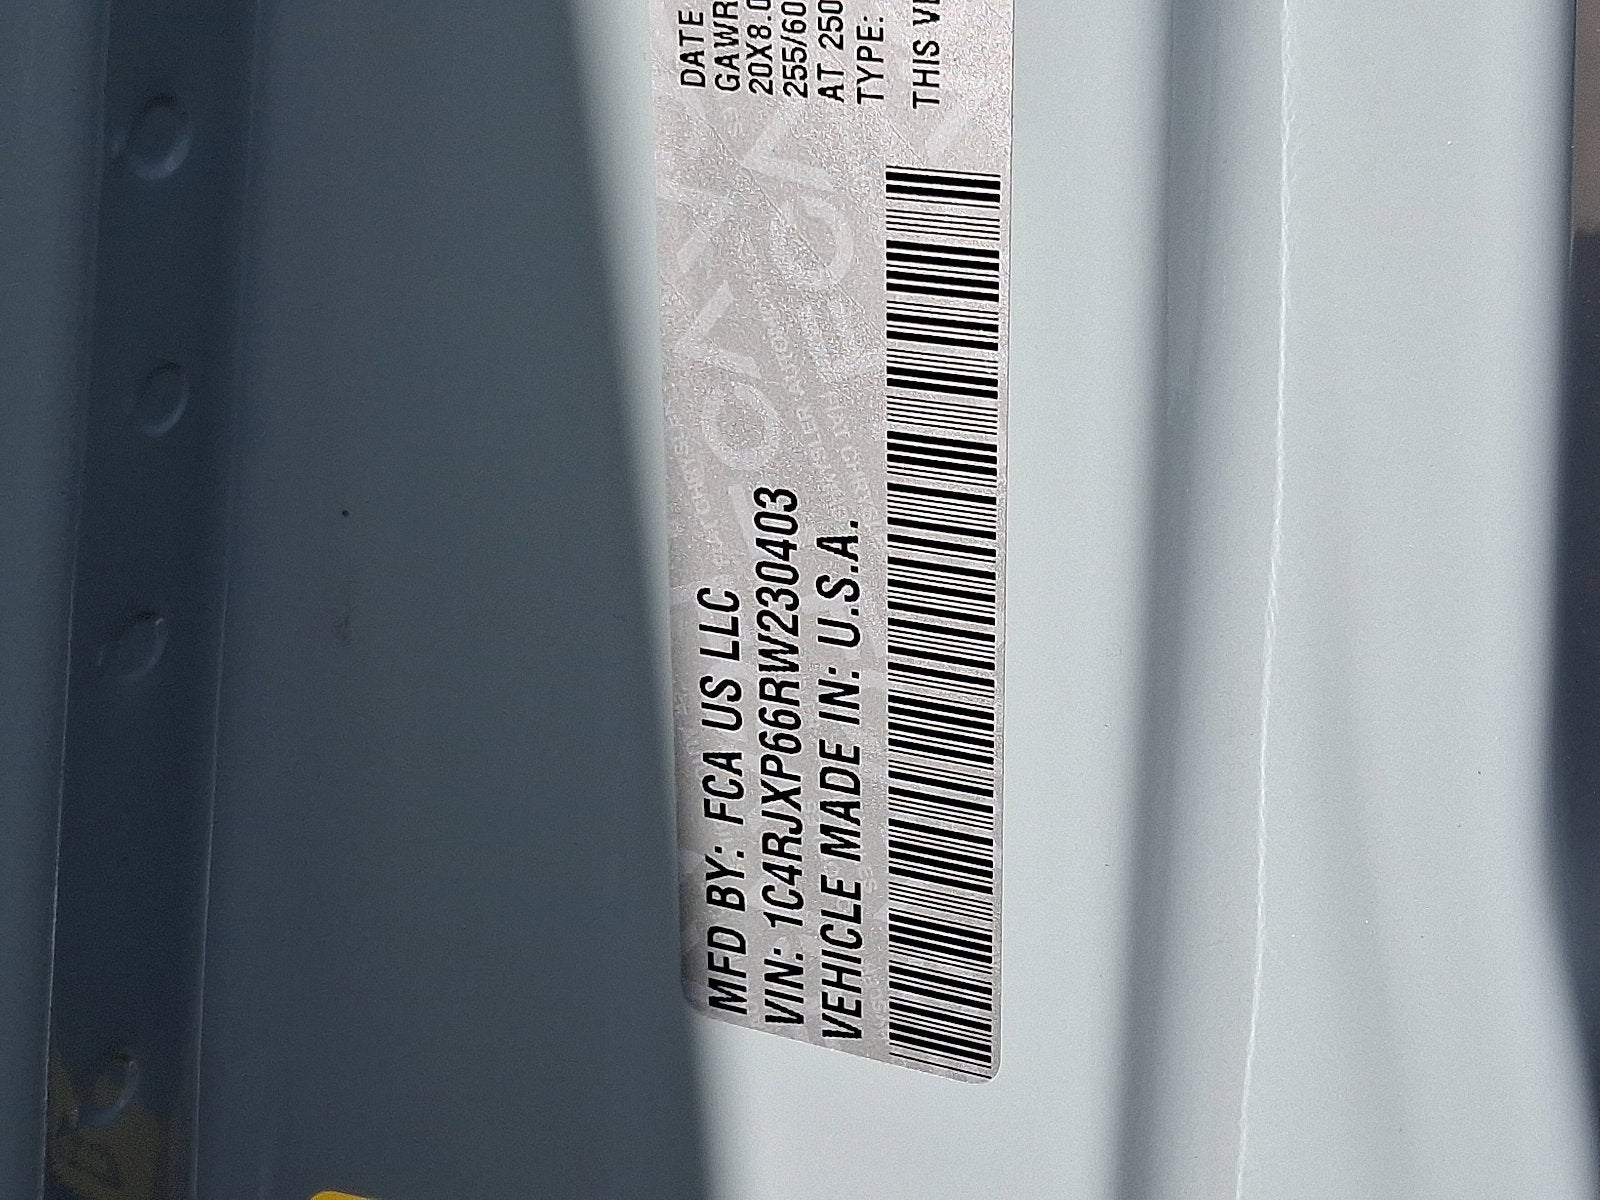 MFD BY: FCA US LLC
VIN: 1C4RJXP66RW230403
VEHICLE MADE IN: U.S.A.
DATE
GAWR
20X8.0
255/60
AT 250
TYPE:
THIS VE